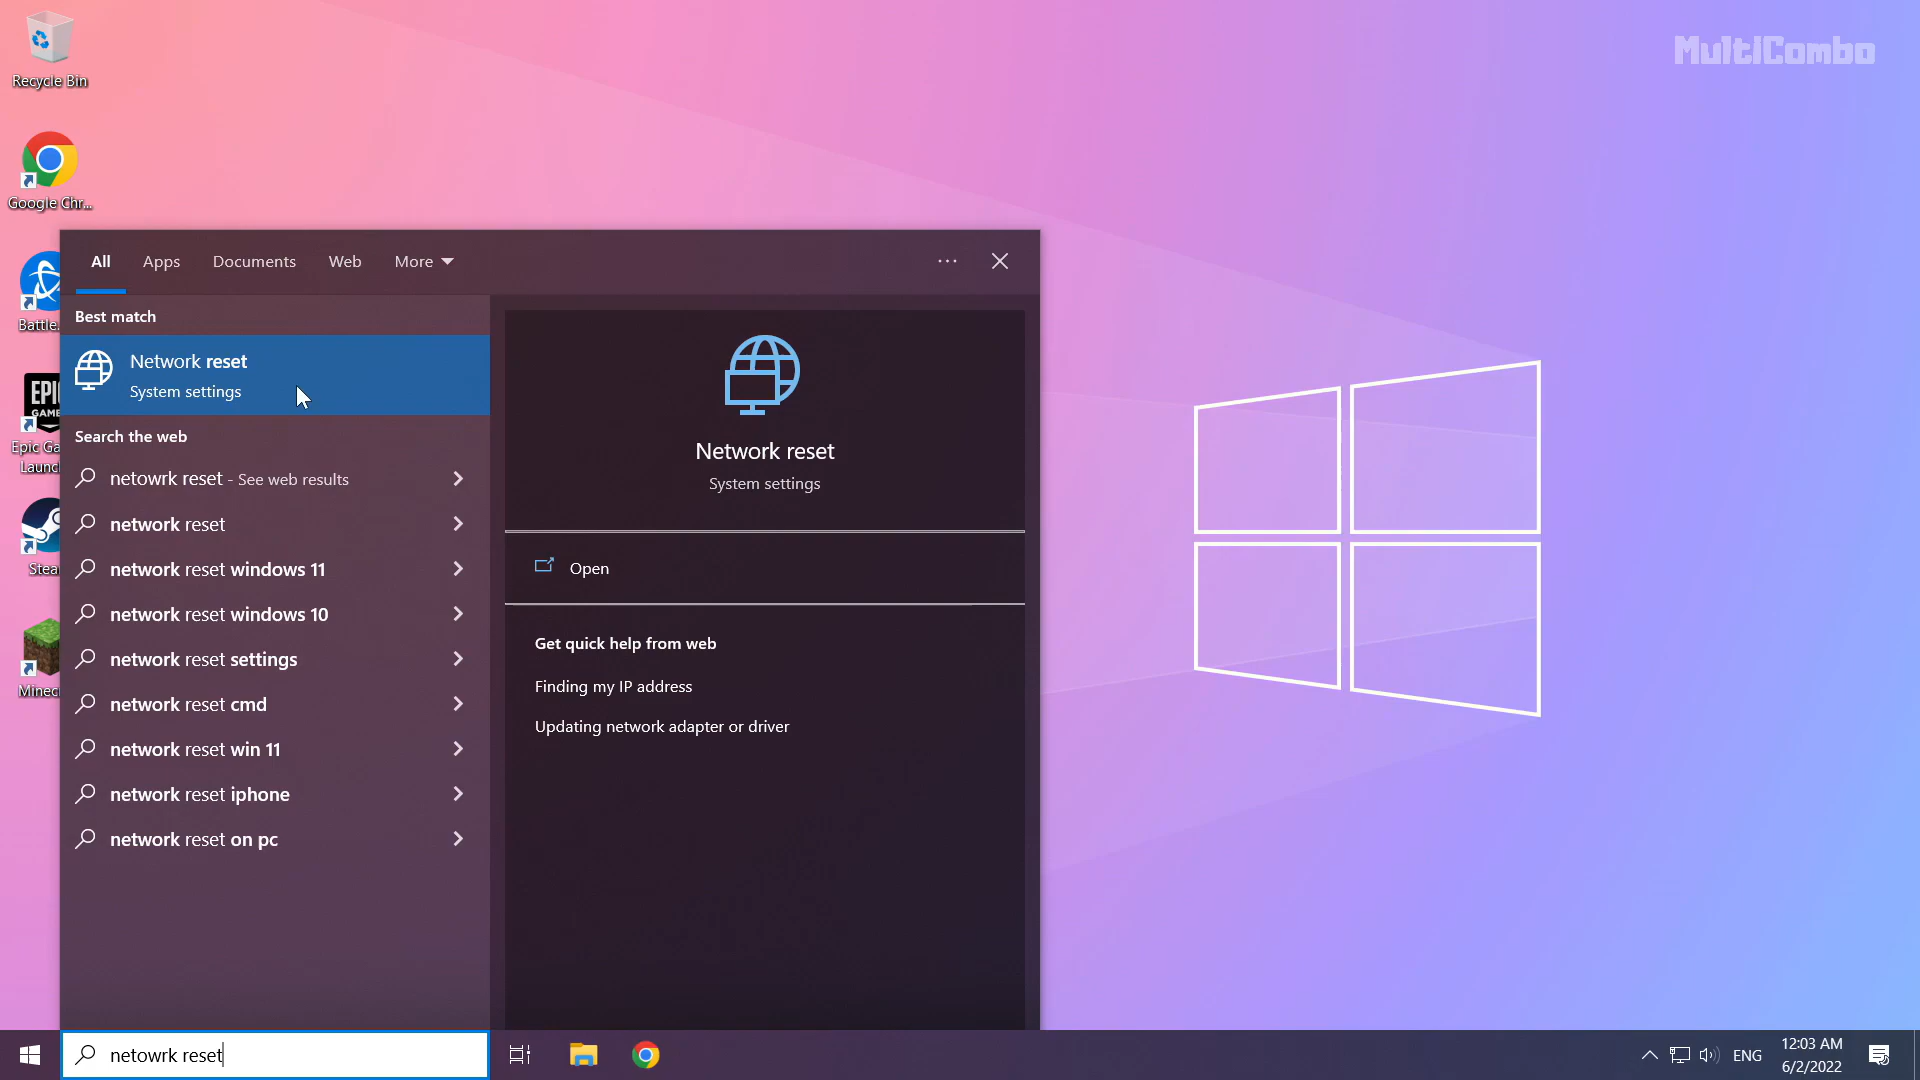 MultiCombo
Recycle Bin
Google Chr...
Battle.
EPIC
GAME
Epic Ga
Launc
Stea
Minec
All
Apps
Documents
Web
More
Best match
Network reset
System settings
Search the web
netowrk reset - See web results
network reset
network reset windows 11
network reset windows 10
network reset settings
network reset cmd
network reset win 11
network reset iphone
network reset on pc
Network reset
System settings
Open
Get quick help from web
Finding my IP address
Updating network adapter or driver
netowrk reset
ENG
12:03 AM
6/2/2022